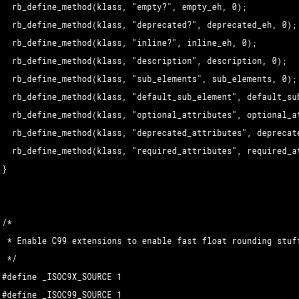 rb_define_method(klass, "empty?", empty_eh, 0);
rb_define_method(klass, "deprecated?", deprecated_eh, 0);
rb_define_method(klass, "inline?", inline_eh, 0);
rb_define_method(klass, "description", description, 0);
rb_define_method(klass, "sub_elements", sub_elements, 0);
rb_define_method(klass, "default_sub_element", default_sub
rb_define_method(klass, "optional_attributes", optional_at
rb_define_method(klass, "deprecated_attributes", deprecate
rb_define_method(klass, "required_attributes", required_at
}
/*
* Enable C99 extensions to enable fast float rounding stuff
*/
#define _ISOC9X_SOURCE 1
#define _ISOC99_SOURCE 1